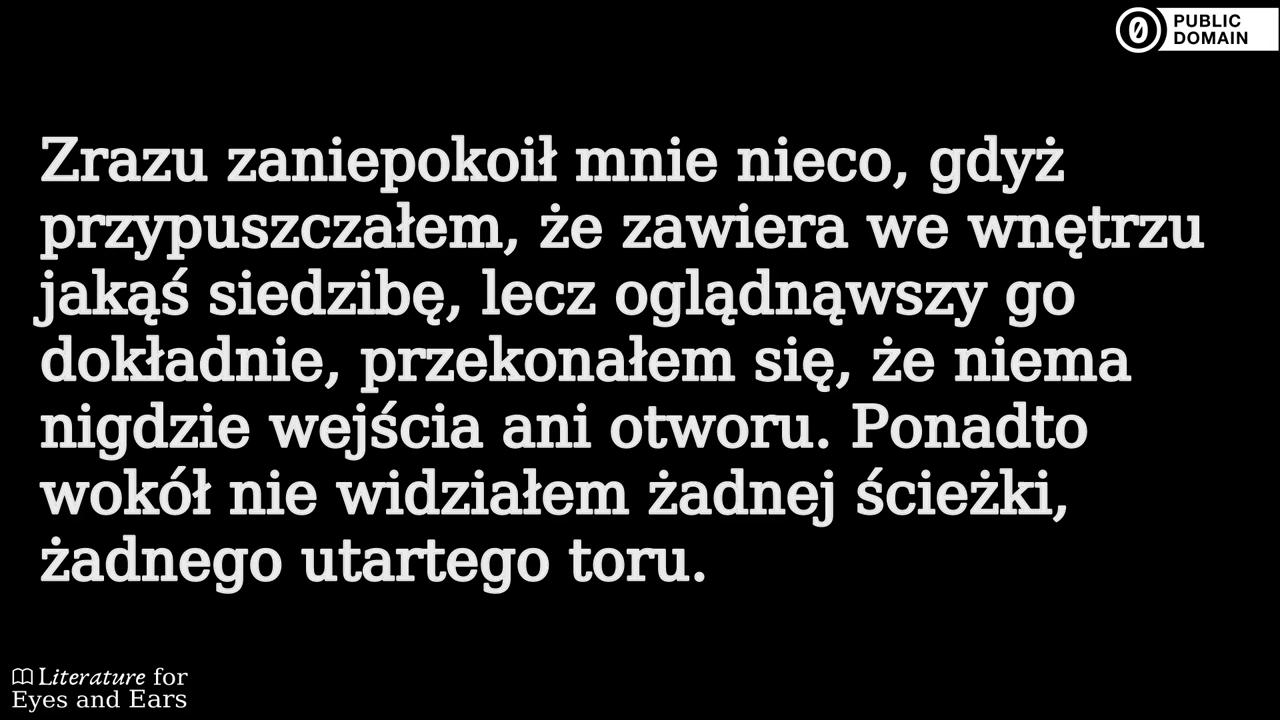 PUBLIC
DOMAIN
Zrazu zaniepokoił mnie nieco, gdyż
przypuszczałem, że zawiera we wnętrzu
jakąś siedzibę, lecz oglądnąwszy go
dokładnie, przekonałem się, że niema
nigdzie wejścia ani otworu. Ponadto
wokół nie widziałem żadnej ścieżki,
żadnego utartego toru.
Literature for
Eyes and Ears